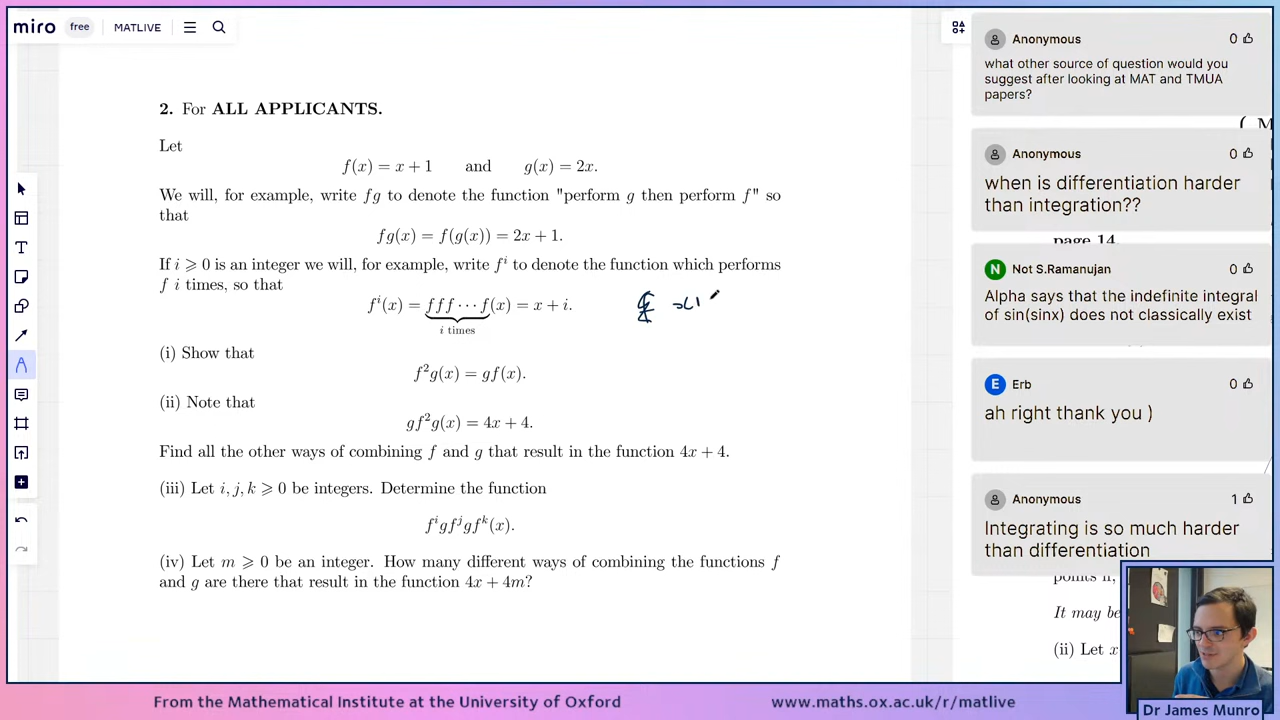 miro free MATLIVE
2. For ALL APPLICANTS.
Let
f(x) = x + 1 and g(x) = 2x.
We will, for example, write fg to denote the function "perform g then perform f" so
that
fg(x) = f(g(x)) = 2x + 1.
If i ⩾ 0 is an integer we will, for example, write fⁱ to denote the function which performs
f i times, so that
fⁱ(x) = fff · · · f(x) = x + i.
i times
(i) Show that
f²g(x) = gf(x).
(ii) Note that
gf²g(x) = 4x + 4.
Find all the other ways of combining f and g that result in the function 4x + 4.
(iii) Let i, j, k ⩾ 0 be integers. Determine the function
fⁱgfʲgfᵏ(x).
(iv) Let m ⩾ 0 be an integer. How many different ways of combining the functions f
and g are there that result in the function 4x + 4m?
Anonymous 0
what other source of question would you
suggest after looking at MAT and TMUA
papers?
( M
Anonymous 0
when is differentiation harder
than integration??
page 14
N Not S.Ramanujan 0
Alpha says that the indefinite integral
of sin(sinx) does not classically exist
E Erb 0
ah right thank you )
Anonymous 1
Integrating is so much harder
than differentiation
points n,
It may be
(ii) Let x
Dr James Munro
From the Mathematical Institute at the University of Oxford
www.maths.ox.ac.uk/r/matlive